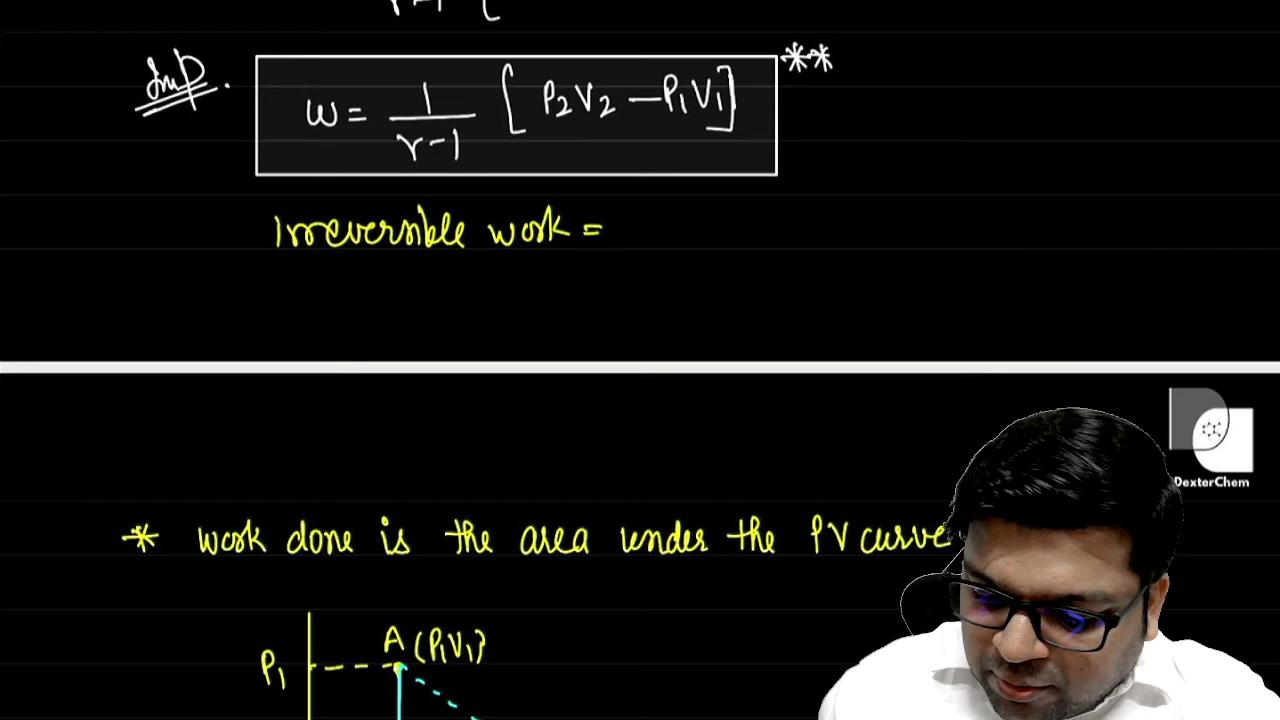 Imp.
w = 1/γ-1 [P2V2 - P1V1] **
Irreversible work =
DexterChem
* work done is the area under the PV curve
A (P1V1)
P1